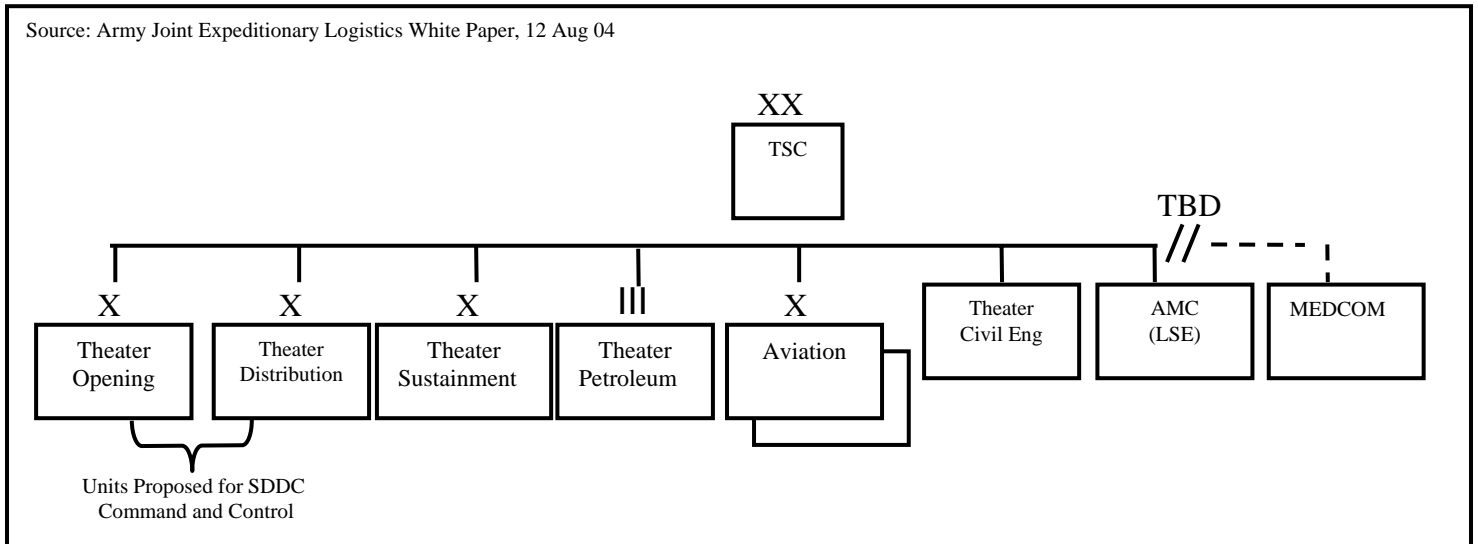 Source: Army Joint Expeditionary Logistics White Paper, 12 Aug 04
XX
TSC
TBD
//
X
Theater
Opening
X
Theater
Distribution
X
Theater
Sustainment
III
Theater
Petroleum
X
Aviation
Theater
Civil Eng
AMC
(LSE)
MEDCOM
Units Proposed for SDDC
Command and Control